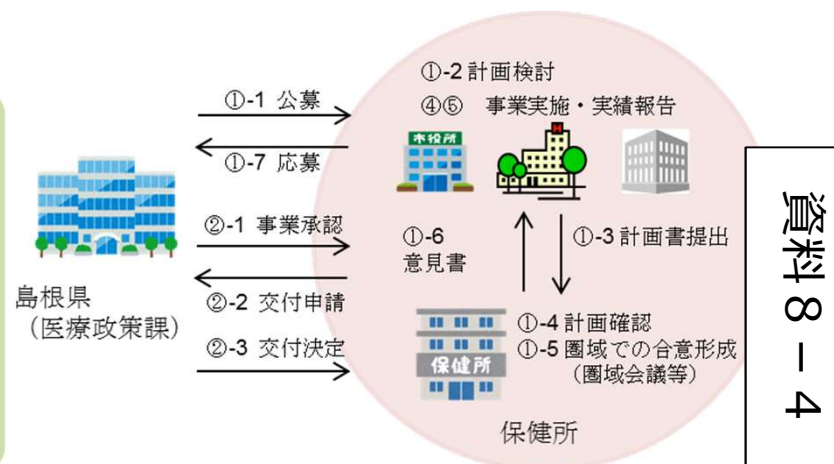 ①-1 公募
①-7 応募
②-1 事業承認
②-2 交付申請
②-3 交付決定
島根県
(医療政策課)
①-2 計画検討
④⑤ 事業実施・実績報告
市役所
H
①-6
意見書
①-3 計画書提出
①-4 計画確認
①-5 圏域での合意形成
(圏域会議等)
保健所
保健所
資料8-4